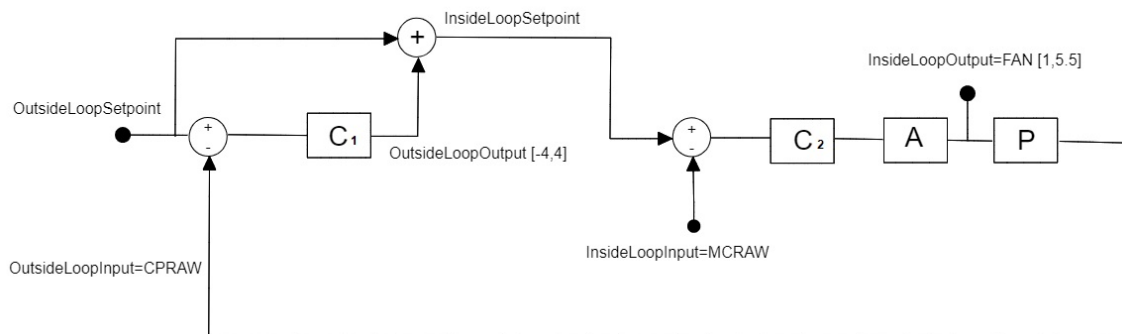 InsideLoopSetpoint
+
InsideLoopOutput=FAN [1,5.5]
OutsideLoopSetpoint
+
-
C1
OutsideLoopOutput [-4,4]
+
-
C2
A
P
InsideLoopInput=MCRAW
OutsideLoopInput=CPRAW